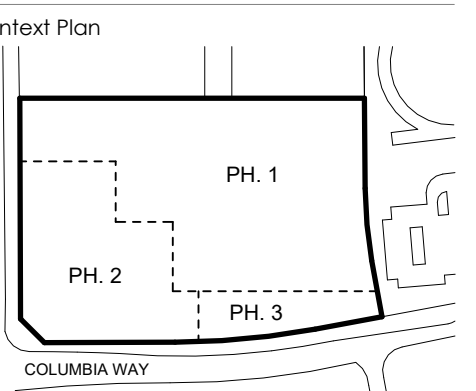 ntext Plan
PH. 1
PH. 2
PH. 3
COLUMBIA WAY